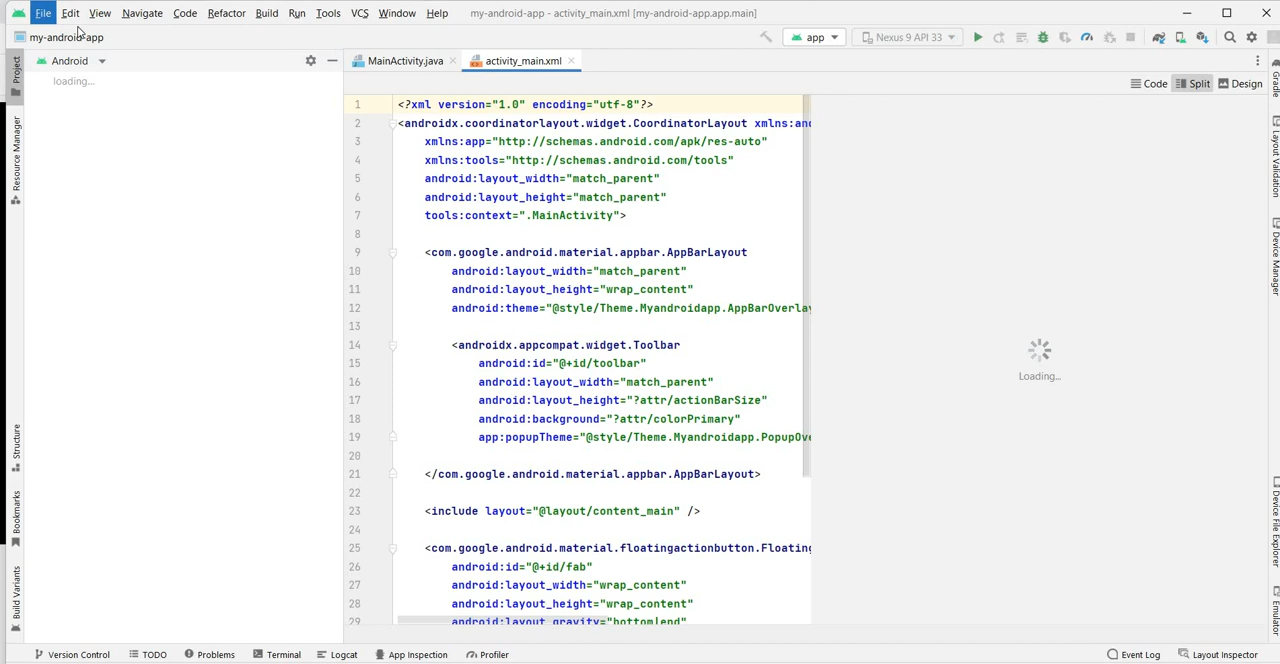 File Edit View Navigate Code Refactor Build Run Tools VCS Window Help my-android-app - activity_main.xml [my-android-app.app.main]
my-android-app
app Nexus 9 API 33
Android
MainActivity.java activity_main.xml
loading...
Code Split Design
1 <?xml version="1.0" encoding="utf-8"?>
2 <androidx.coordinatorlayout.widget.CoordinatorLayout xmlns:and
3 xmlns:app="http://schemas.android.com/apk/res-auto"
4 xmlns:tools="http://schemas.android.com/tools"
5 android:layout_width="match_parent"
6 android:layout_height="match_parent"
7 tools:context=".MainActivity">
8
9 <com.google.android.material.appbar.AppBarLayout
10 android:layout_width="match_parent"
11 android:layout_height="wrap_content"
12 android:theme="@style/Theme.Myandroidapp.AppBarOverlay
13
14 <androidx.appcompat.widget.Toolbar
15 android:id="@+id/toolbar"
16 android:layout_width="match_parent"
17 android:layout_height="?attr/actionBarSize"
18 android:background="?attr/colorPrimary"
19 app:popupTheme="@style/Theme.Myandroidapp.PopupOve
20
21 </com.google.android.material.appbar.AppBarLayout>
22
23 <include layout="@layout/content_main" />
24
25 <com.google.android.material.floatingactionbutton.Floating
26 android:id="@+id/fab"
27 android:layout_width="wrap_content"
28 android:layout_height="wrap_content"
29 android:layout_gravity="bottom|end"
Loading...
Project
Resource Manager
Structure
Bookmarks
Build Variants
Gradle
Layout Validation
Device Manager
Device File Explorer
Emulator
Version Control TODO Problems Terminal Logcat App Inspection Profiler Event Log Layout Inspector